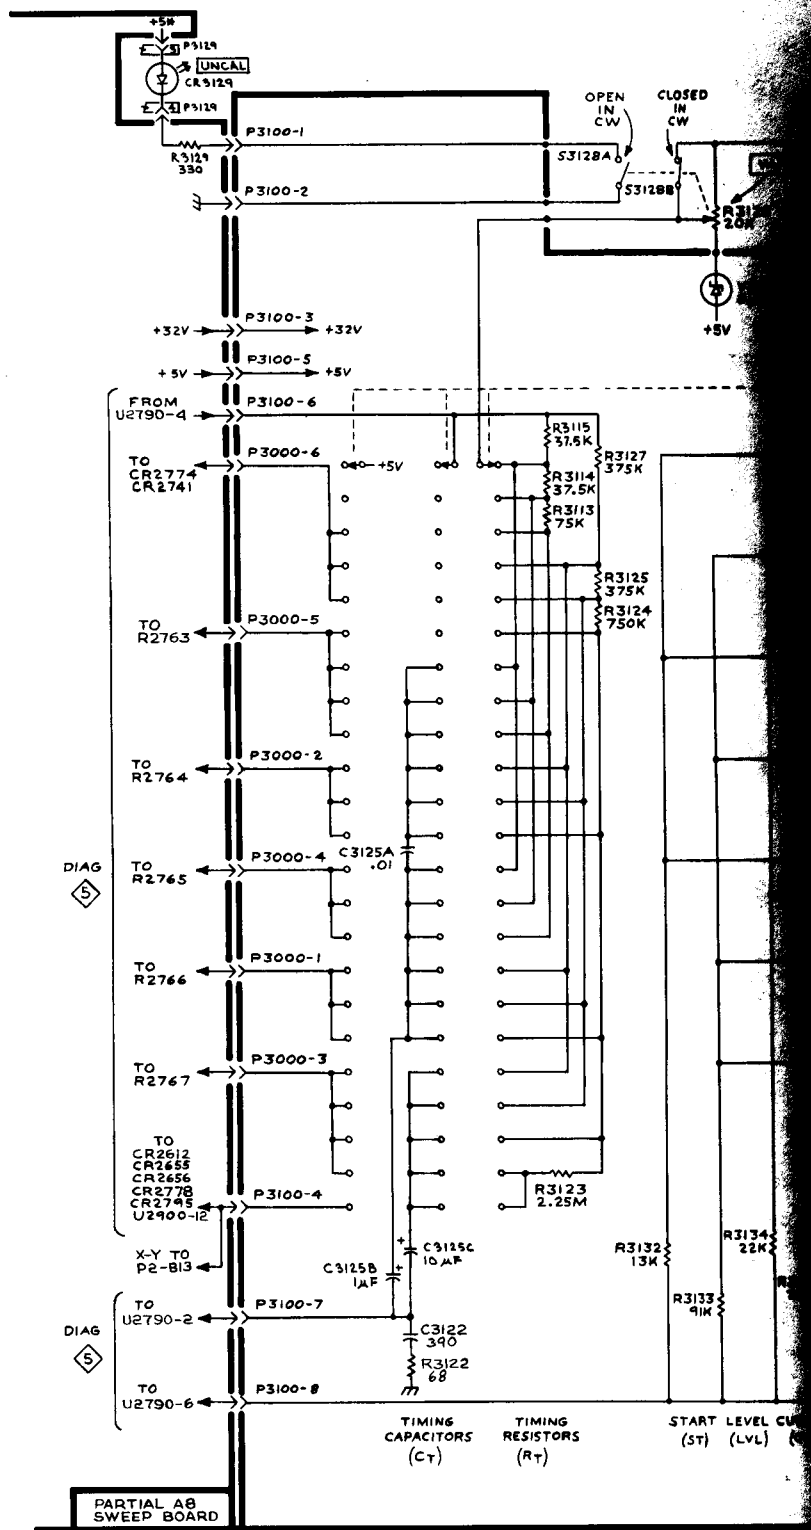 +5V
3
P3129
UNCAL
CR3129
4
P3129
R3129
330
P3100-1
P3100-2
OPEN
IN
CW
CLOSED
IN
CW
S3128A
S3128B
20K
+5V
+32V
P3100-3
+32V
+5V
P3100-5
+5V
FROM
U2790-4
P3100-6
TO
CR2774
CR2741
P3000-6
+5V
R3115
37.5K
R3127
375K
R3114
37.5K
R3113
75K
R3125
375K
R3124
750K
TO
R2763
P3000-5
TO
R2764
P3000-2
C3125A
.01
DIAG
5
TO
R2765
P3000-4
TO
R2766
P3000-1
TO
R2767
P3000-3
TO
CR2612
CR2655
CR2656
CR2778
CR2795
U2900-12
P3100-4
R3123
2.25M
X-Y TO
P2-B13
C3125B
1µF
+
C3125C
10µF
+
R3132
13K
R3134
22K
R3133
91K
DIAG
5
TO
U2790-2
P3100-7
C3122
390
R3122
68
TO
U2790-6
P3100-8
TIMING
CAPACITORS
(CT)
TIMING
RESISTORS
(RT)
START
(ST)
LEVEL
(LVL)
PARTIAL A8
SWEEP BOARD